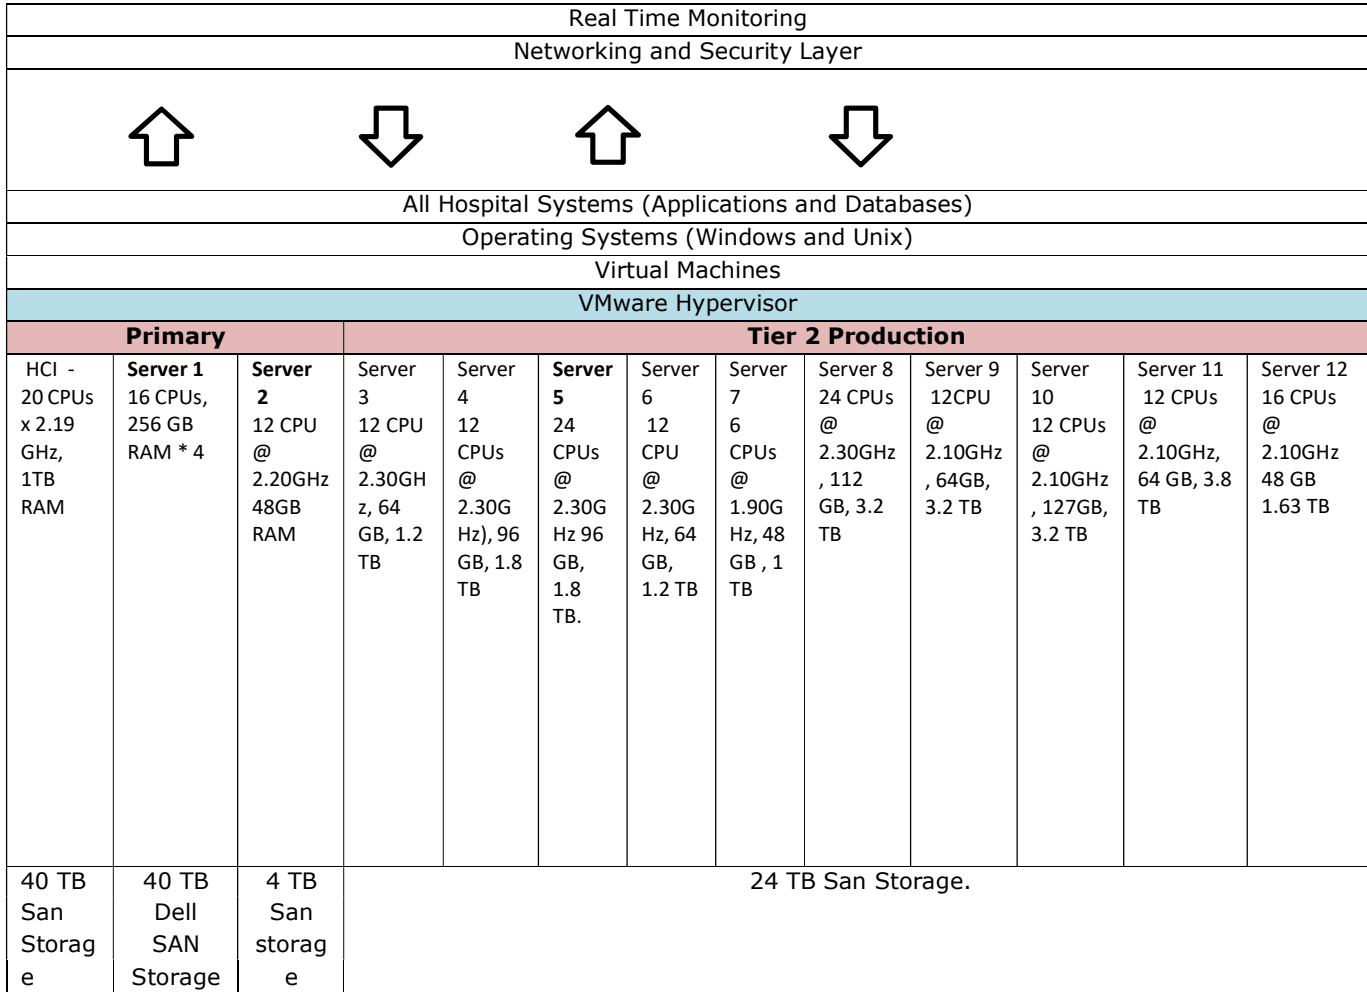 Real Time Monitoring
Networking and Security Layer
All Hospital Systems (Applications and Databases)
Operating Systems (Windows and Unix)
Virtual Machines
VMware Hypervisor
Primary
Tier 2 Production
HCI -
20 CPUs
x 2.19
GHz,
1TB
RAM
Server 1
16 CPUs,
256 GB
RAM * 4
Server
2
12 CPU
@
2.20GHz
48GB
RAM
Server
3
12 CPU
@
2.30GH
z, 64
GB, 1.2
TB
Server
4
12
CPUs
@
2.30G
Hz), 96
GB, 1.8
TB
Server
5
24
CPUs
@
2.30G
Hz 96
GB,
1.8
TB.
Server
6
12
CPU
@
2.30G
Hz, 64
GB,
1.2 TB
Server
7
6
CPUs
@
1.90G
Hz, 48
GB , 1
TB
Server 8
24 CPUs
@
2.30GHz
, 112
GB, 3.2
TB
Server 9
12CPU
@
2.10GHz
, 64GB,
3.2 TB
Server
10
12 CPUs
@
2.10GHz
, 127GB,
3.2 TB
Server 11
12 CPUs
@
2.10GHz,
64 GB, 3.8
TB
Server 12
16 CPUs
@
2.10GHz
48 GB
1.63 TB
40 TB
San
Storag
e
40 TB
Dell
SAN
Storage
4 TB
San
storag
e
24 TB San Storage.